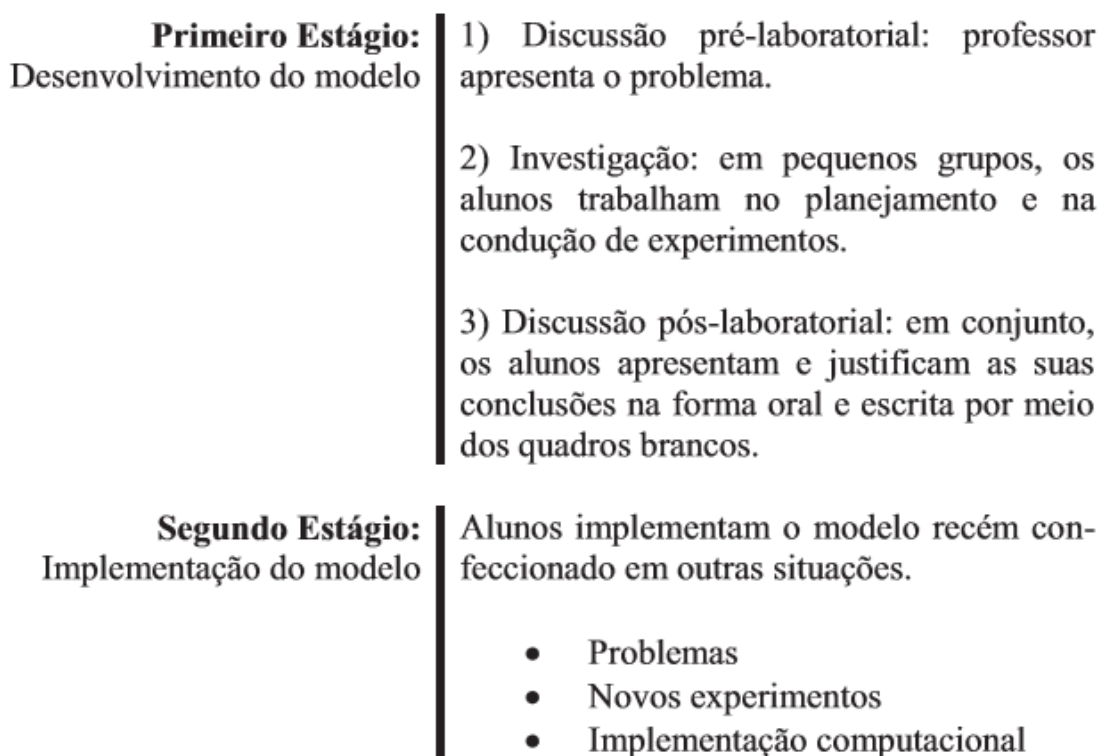 Primeiro Estágio:
Desenvolvimento do modelo
1) Discussão pré-laboratorial: professor
apresenta o problema.
2) Investigação: em pequenos grupos, os
alunos trabalham no planejamento e na
condução de experimentos.
3) Discussão pós-laboratorial: em conjunto,
os alunos apresentam e justificam as suas
conclusões na forma oral e escrita por meio
dos quadros brancos.
Segundo Estágio:
Implementação do modelo
Alunos implementam o modelo recém con-
feccionado em outras situações.
• Problemas
• Novos experimentos
• Implementação computacional